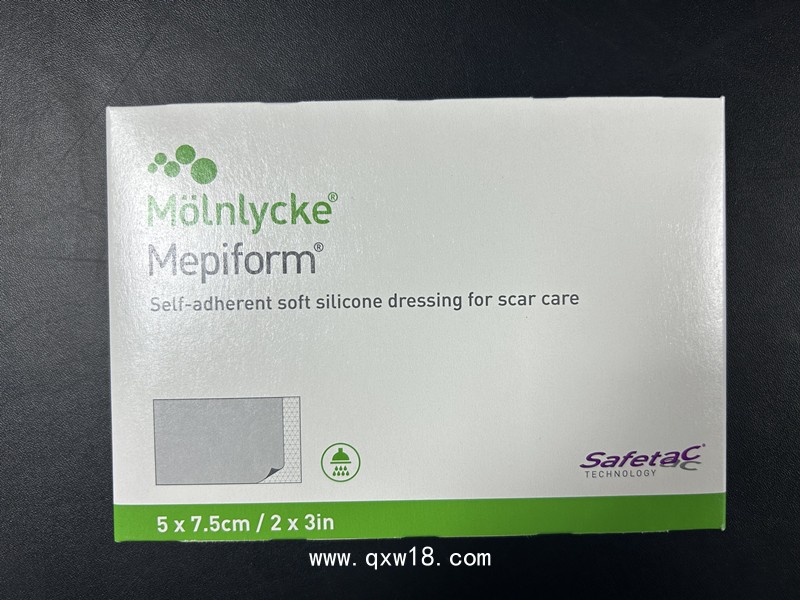 Mölnlycke®
Mepiform®
Self-adherent soft silicone dressing for scar care
Safetac®
TECHNOLOGY
5 x 7.5cm / 2 x 3in
www.qxw18.com